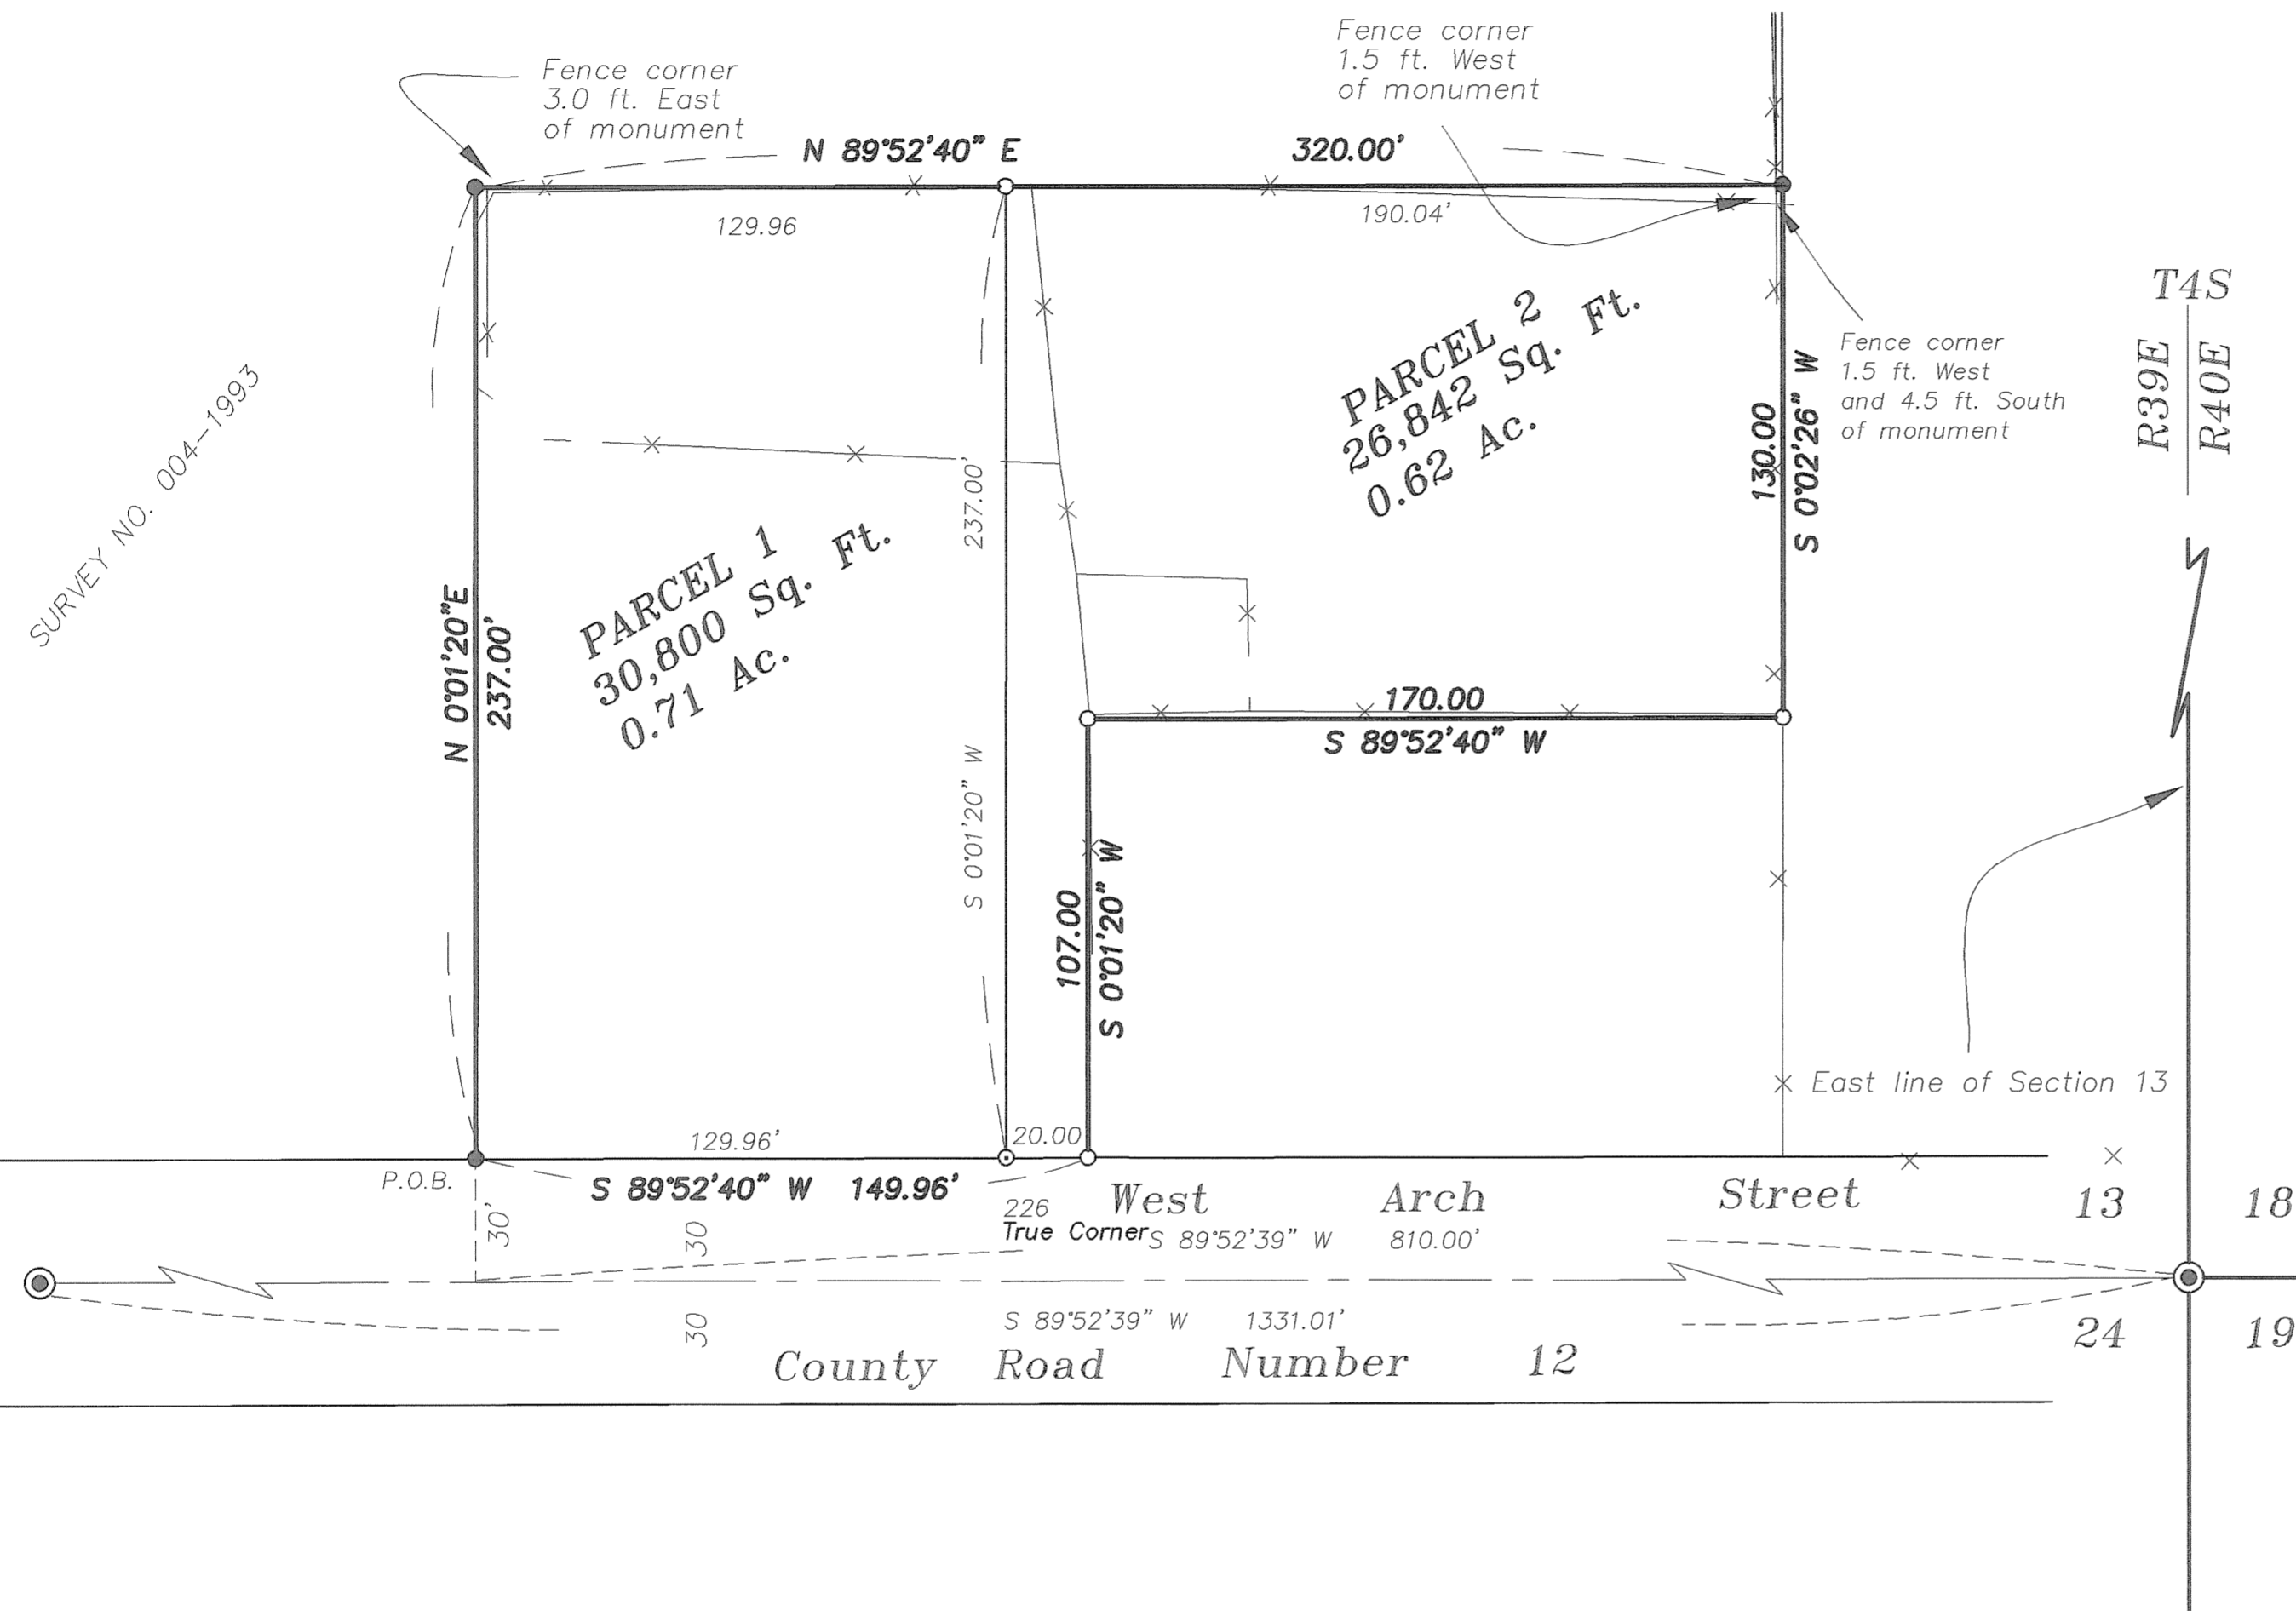 Fence corner
3.0 ft. East
of monument
Fence corner
1.5 ft. West
of monument
N 89°52'40" E
320.00'
129.96
190.04'
T4S
R39E
R40E
Fence corner
1.5 ft. West
and 4.5 ft. South
of monument
SURVEY NO. 004-1993
PARCEL 2
26,842 Sq. Ft.
0.62 Ac.
130.00
S 0°02'26" W
237.00'
PARCEL 1
30,800 Sq. Ft.
0.71 Ac.
N 0°01'20"E
237.00'
170.00
S 89°52'40" W
S 0°01'20" W
107.00
S 0°01'20" W
East line of Section 13
129.96'
20.00
P.O.B.
S 89°52'40" W 149.96'
30'
30
226
True Corner
West Arch Street
13
18
S 89°52'39" W 810.00'
30
S 89°52'39" W 1331.01'
24
19
County Road Number 12